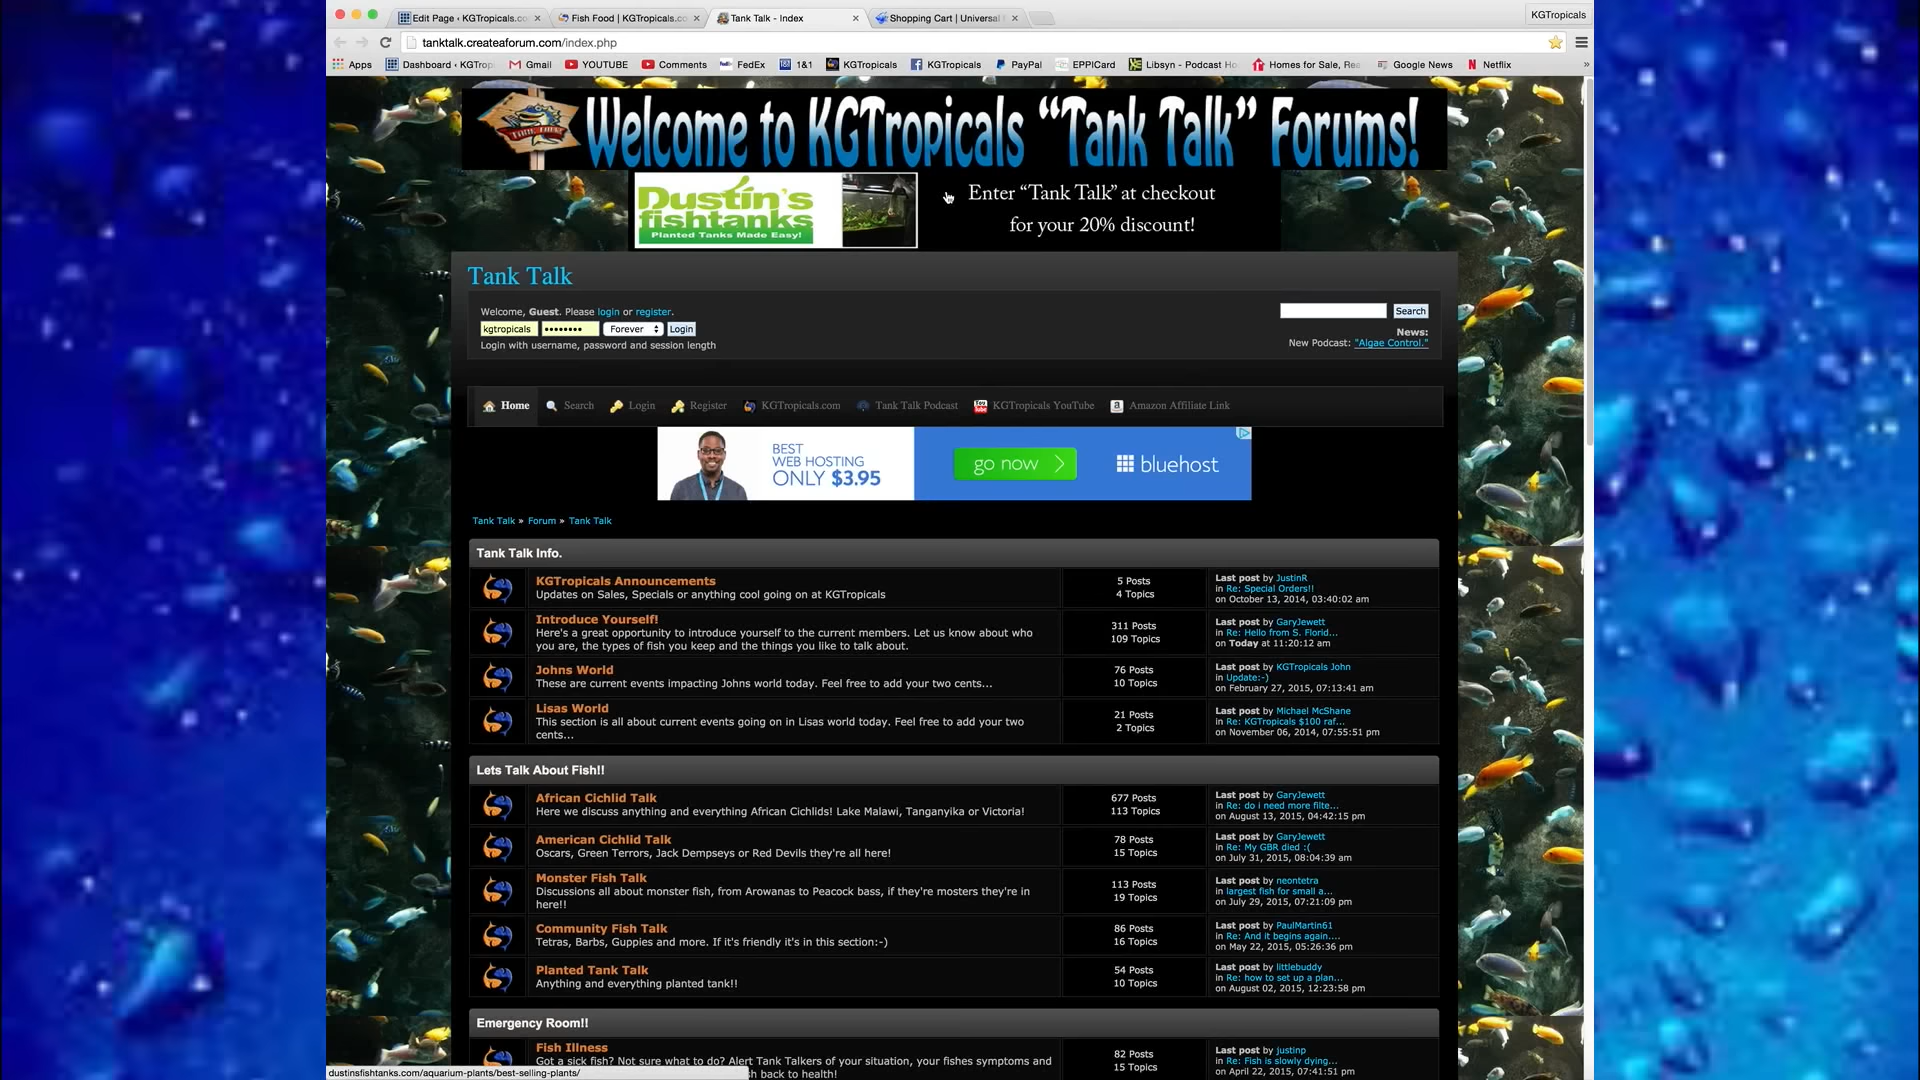 Edit Page ‹ KGTropicals.co
Fish Food | KGTropicals.co
Tank Talk - Index
Shopping Cart | Universal
KGTropicals
tanktalk.createaforum.com/index.php
Apps
Dashboard ‹ KGTrop
Gmail
YOUTUBE
Comments
FedEx
1&1
KGTropicals
KGTropicals
PayPal
EPPICard
Libsyn - Podcast Ho
Homes for Sale, Rea
Google News
Netflix
»
TANK TALK
Welcome to KGTropicals “Tank Talk” Forums!
Dustin's
fishtanks
Planted Tanks Made Easy!
Enter “Tank Talk” at checkout
for your 20% discount!
Tank Talk
Welcome, Guest. Please login or register.
kgtropicals •••••••• Forever Login
Login with username, password and session length
Search
News:
New Podcast: "Algae Control."
Home
Search
Login
Register
KGTropicals.com
Tank Talk Podcast
KGTropicals YouTube
Amazon Affiliate Link
BEST
WEB HOSTING
ONLY $3.95
go now
bluehost
Tank Talk » Forum » Tank Talk
Tank Talk Info.
KGTropicals Announcements
Updates on Sales, Specials or anything cool going on at KGTropicals
5 Posts
4 Topics
Last post by JustinR
in Re: Special Orders!!
on October 13, 2014, 03:40:02 am
Introduce Yourself!
Here's a great opportunity to introduce yourself to the current members. Let us know about who
you are, the types of fish you keep and the things you like to talk about.
311 Posts
109 Topics
Last post by GaryJewett
in Re: Hello from S. Florid...
on Today at 11:20:12 am
Johns World
These are current events impacting Johns world today. Feel free to add your two cents...
76 Posts
10 Topics
Last post by KGTropicals John
in Update:-)
on February 27, 2015, 07:13:41 am
Lisas World
This section is all about current events going on in Lisas world today. Feel free to add your two
cents...
21 Posts
2 Topics
Last post by Michael McShane
in Re: KGTropicals $100 raf...
on November 06, 2014, 07:55:51 pm
Lets Talk About Fish!!
African Cichlid Talk
Here we discuss anything and everything African Cichlids! Lake Malawi, Tanganyika or Victoria!
677 Posts
113 Topics
Last post by GaryJewett
in Re: do i need more filte...
on August 13, 2015, 04:42:15 pm
American Cichlid Talk
Oscars, Green Terrors, Jack Dempseys or Red Devils they're all here!
78 Posts
15 Topics
Last post by GaryJewett
in Re: My GBR died :(
on July 31, 2015, 08:04:39 am
Monster Fish Talk
Discussions all about monster fish, from Arowanas to Peacock bass, if they're mosters they're in
here!!
113 Posts
19 Topics
Last post by neontetra
in largest fish for small a...
on July 29, 2015, 07:21:09 pm
Community Fish Talk
Tetras, Barbs, Guppies and more. If it's friendly it's in this section:-)
86 Posts
16 Topics
Last post by PaulMartin61
in Re: And it begins again....
on May 22, 2015, 05:26:36 pm
Planted Tank Talk
Anything and everything planted tank!!
54 Posts
10 Topics
Last post by littlebuddy
in Re: how to set up a plan...
on August 02, 2015, 12:23:58 pm
Emergency Room!!
Fish Illness
Got a sick fish? Not sure what to do? Alert Tank Talkers of your situation, your fishes symptoms and
h back to health!
82 Posts
15 Topics
Last post by justinp
in Re: Fish is slowly dying...
on April 22, 2015, 07:41:51 pm
dustinsfishtanks.com/aquarium-plants/best-selling-plants/